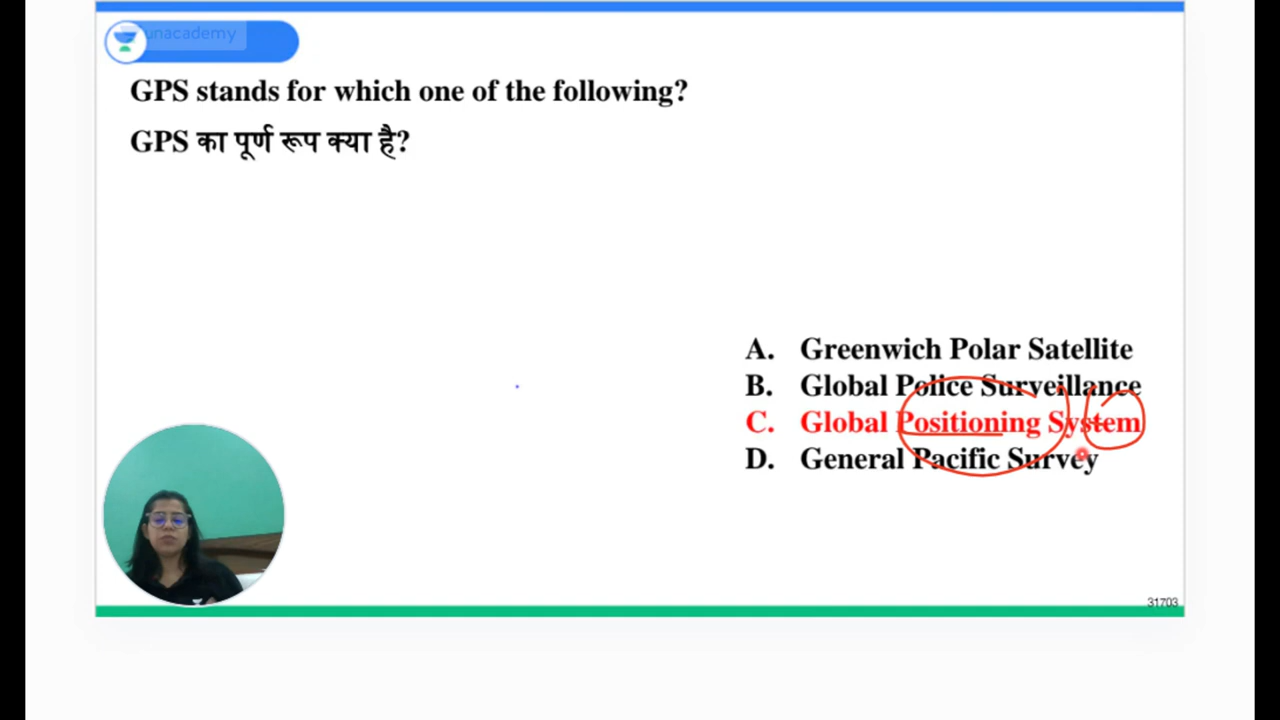 unacademy
GPS stands for which one of the following?
GPS का पूर्ण रूप क्या है?
A. Greenwich Polar Satellite
B. Global Police Surveillance
C. Global Positioning System
D. General Pacific Survey
31703